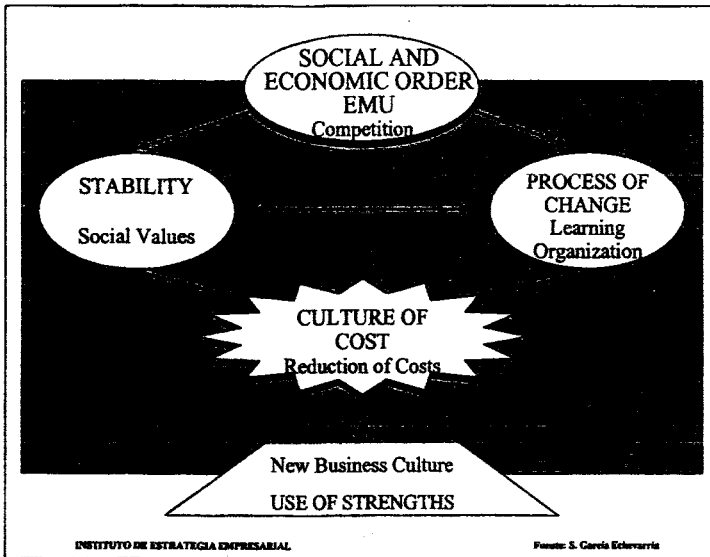 SOCIAL AND
ECONOMIC ORDER
EMU
Competition
STABILITY
Social Values
PROCESS OF
CHANGE
Learning
Organization
CULTURE OF
COST
Reduction of Costs
New Business Culture
USE OF STRENGTHS
INSTITUTO DE ESTRATEGIA EMPRESARIAL
Fuente: S. García Echevarría